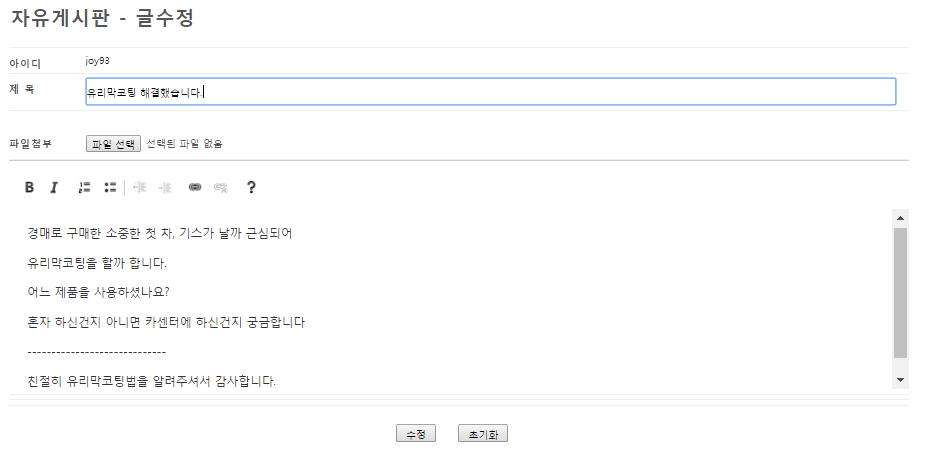 자유게시판 - 글수정
아이디 joy93
제 목 유리막코팅 해결했습니다.
파일첨부 파일 선택 선택된 파일 없음
B I ?
경매로 구매한 소중한 첫 차, 기스가 날까 근심되어
유리막코팅을 할까 합니다.
어느 제품을 사용하셨나요?
혼자 하신건지 아니면 카센터에 하신건지 궁금합니다
-----------------------------
친절히 유리막코팅법을 알려주셔서 감사합니다.
수정 초기화